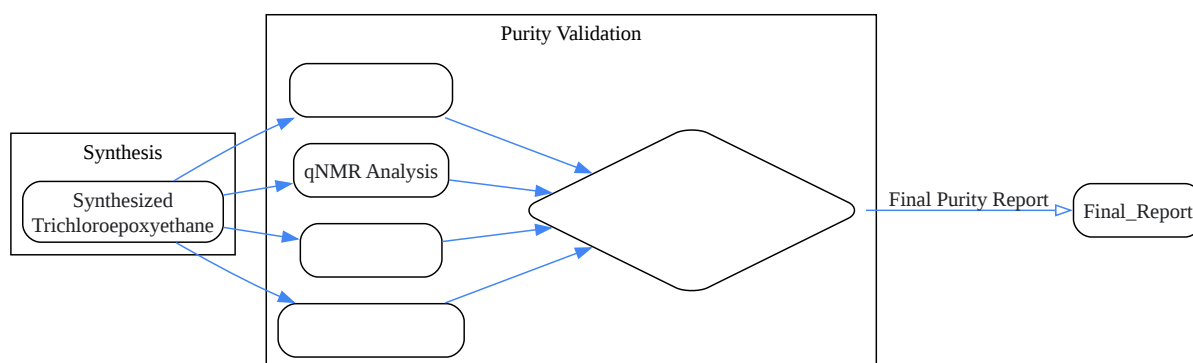 Purity Validation
Synthesis
Synthesized
Trichloroepoxyethane
qNMR Analysis
Final Purity Report
Final_Report